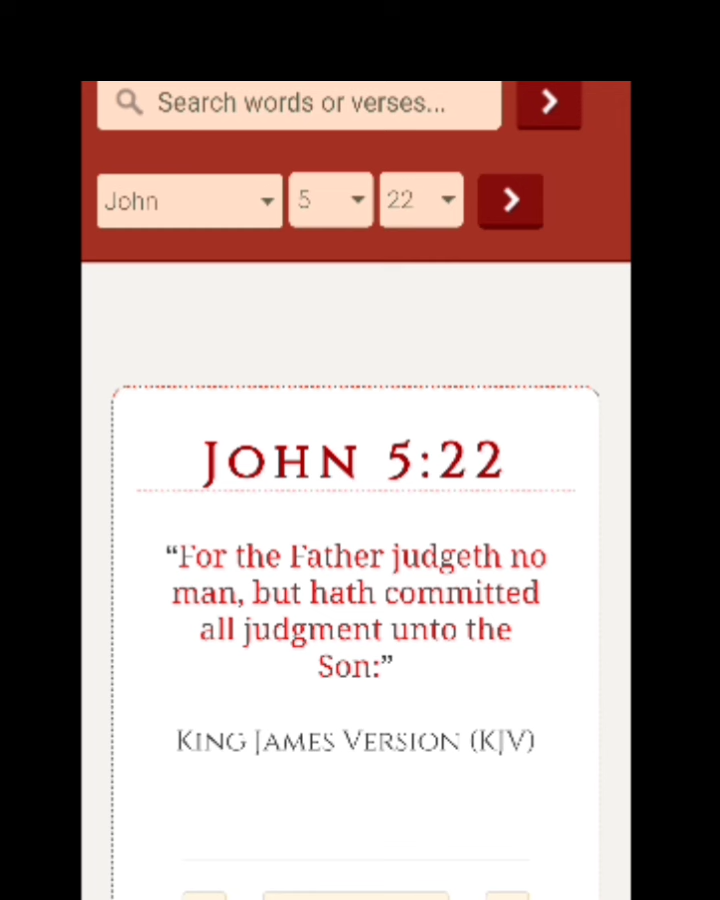 Search words or verses...
John 5 22
JOHN 5:22
“For the Father judgeth no
man, but hath committed
all judgment unto the
Son:”
KING JAMES VERSION (KJV)